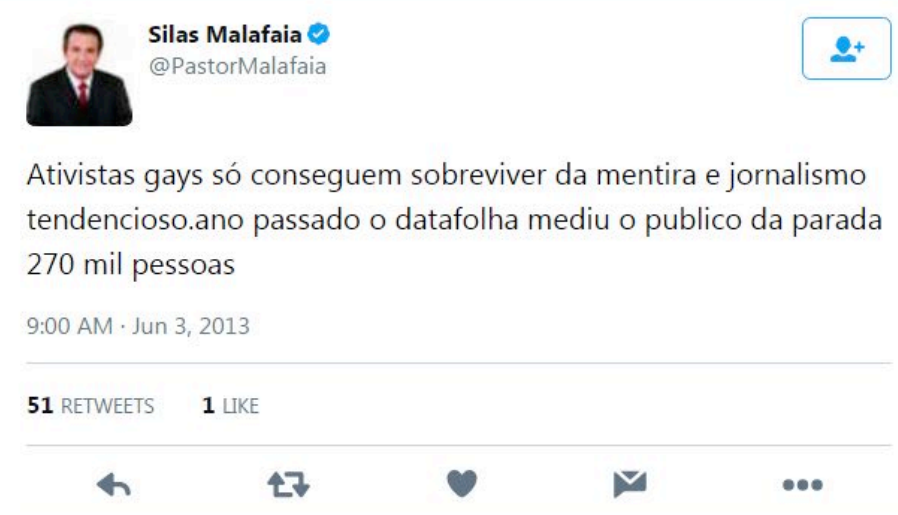 Silas Malafaia
@PastorMalafaia
Ativistas gays só conseguem sobreviver da mentira e jornalismo
tendencioso.ano passado o datafolha mediu o publico da parada
270 mil pessoas
9:00 AM · Jun 3, 2013
51 RETWEETS 1 LIKE